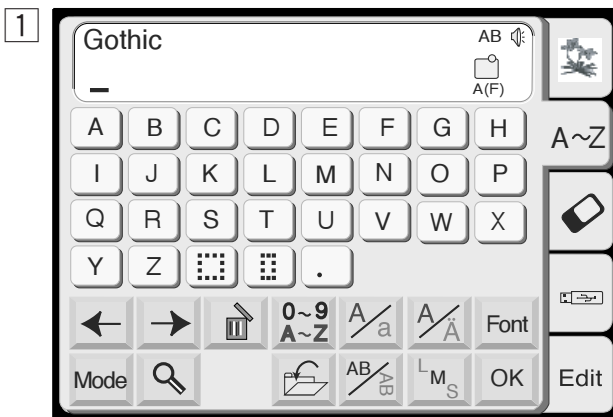 1
Gothic AB
A(F)
A B C D E F G H A~Z
I J K L M N O P
Q R S T U V W X
Y Z .
0~9 A~Z A/a A/Ä Font
Mode AB/AB L M S OK Edit